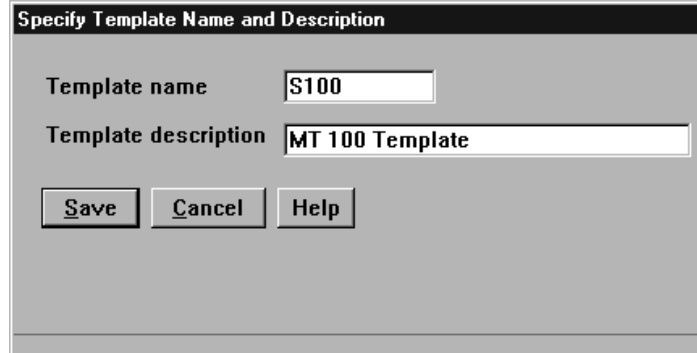 Specify Template Name and Description
Template name S100
Template description MT 100 Template
Save Cancel Help